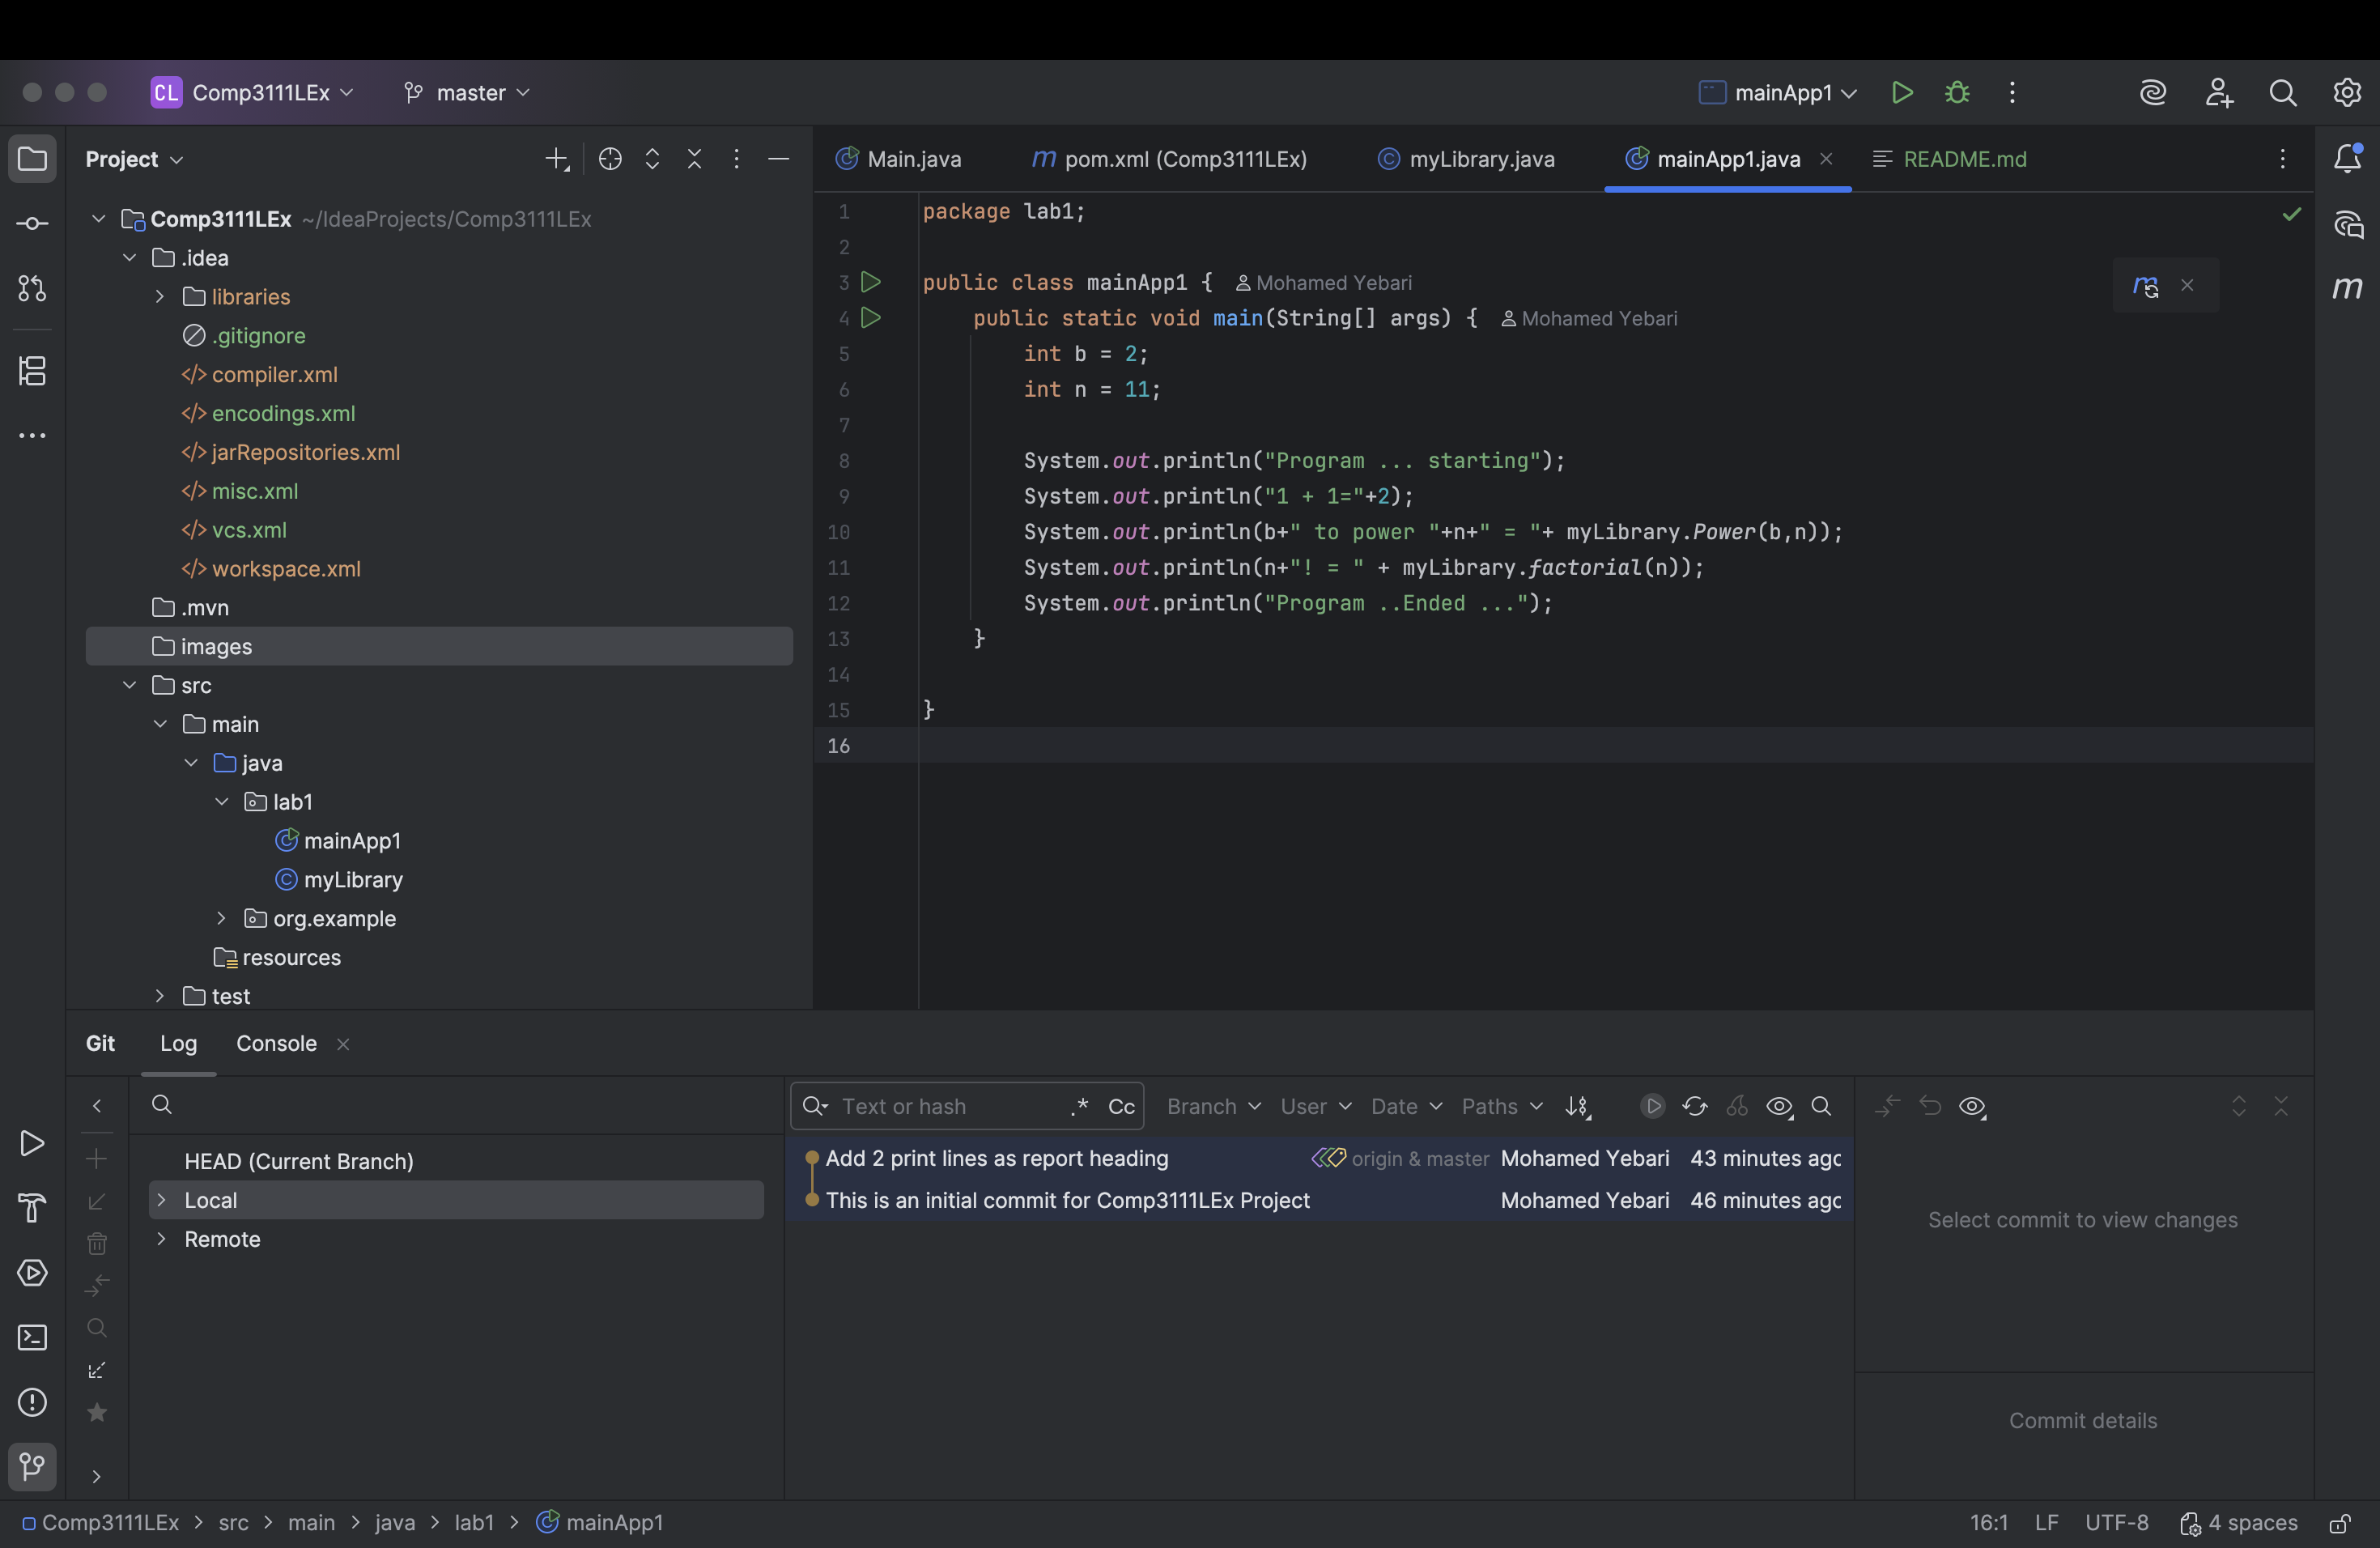 CL Comp3111LEx master mainApp1
Project
Main.java pom.xml (Comp3111LEx) myLibrary.java mainApp1.java README.md
Comp3111LEx ~/IdeaProjects/Comp3111LEx
.idea
libraries
.gitignore
compiler.xml
encodings.xml
jarRepositories.xml
misc.xml
vcs.xml
workspace.xml
.mvn
images
src
main
java
lab1
mainApp1
myLibrary
org.example
resources
test
1 package lab1;
2
3 public class mainApp1 { Mohamed Yebari
4 public static void main(String[] args) { Mohamed Yebari
5 int b = 2;
6 int n = 11;
7
8 System.out.println("Program ... starting");
9 System.out.println("1 + 1="+2);
10 System.out.println(b+" to power "+n+" = "+ myLibrary.Power(b,n));
11 System.out.println(n+"! = " + myLibrary.factorial(n));
12 System.out.println("Program ..Ended ...");
13 }
14
15 }
16
Git Log Console
HEAD (Current Branch)
Local
Remote
Text or hash .* Cc Branch User Date Paths
Add 2 print lines as report heading origin & master Mohamed Yebari 43 minutes ago
This is an initial commit for Comp3111LEx Project Mohamed Yebari 46 minutes ago
Select commit to view changes
Commit details
Comp3111LEx > src > main > java > lab1 > mainApp1 16:1 LF UTF-8 4 spaces